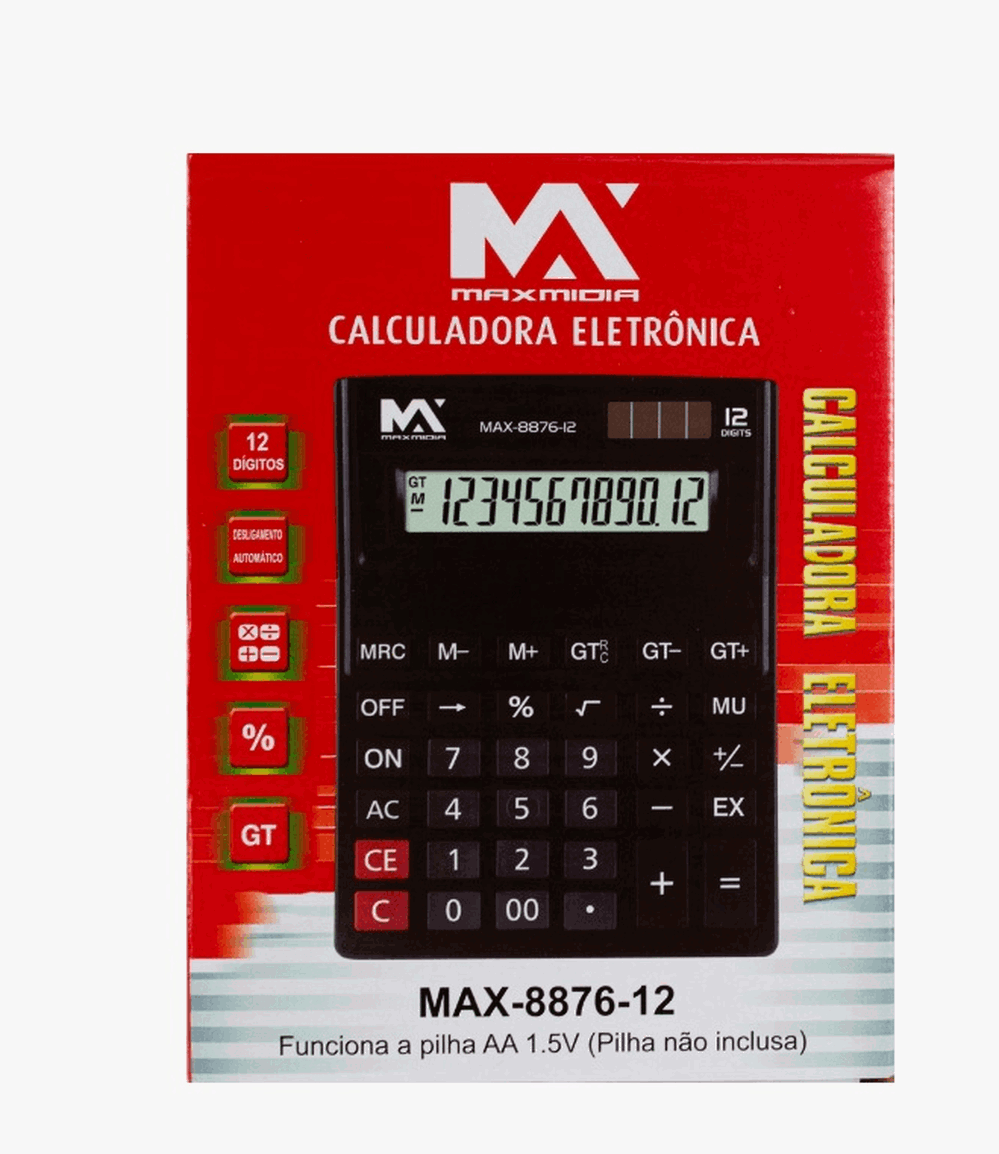 MAXMIDIA
CALCULADORA ELETRÔNICA
MAXMIDIA
MAX-8876-12
12
DIGITS
GT
M
–
1234567890.12
12
DÍGITOS
DESLIGAMENTO
AUTOMÁTICO
× ÷
+ −
%
GT
MRC M− M+ GT RC GT− GT+
OFF → % √ ÷ MU
ON 7 8 9 × +/−
AC 4 5 6 − EX
CE 1 2 3
+ =
C 0 00 •
CALCULADORA ELETRÔNICA
MAX-8876-12
Funciona a pilha AA 1.5V (Pilha não inclusa)